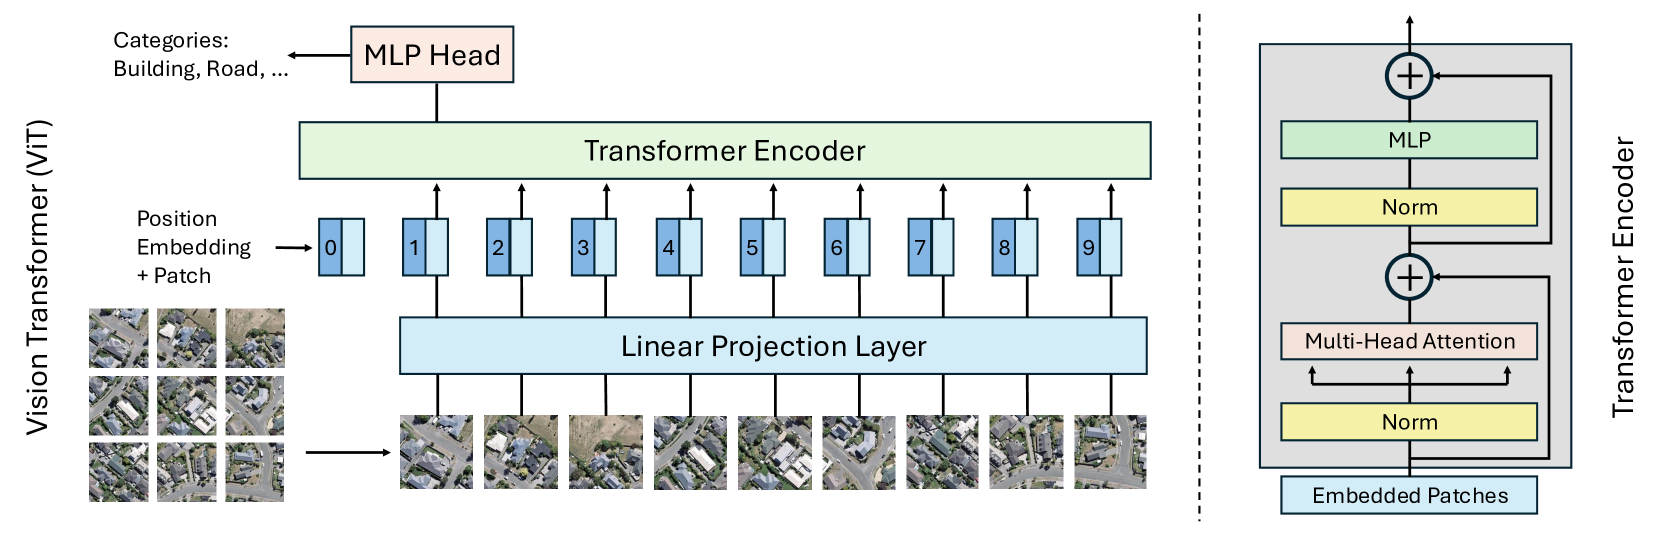 Vision Transformer (ViT)
Categories:
Building, Road, ...
MLP Head
Transformer Encoder
Position
Embedding
+ Patch
0 1 2 3 4 5 6 7 8 9
Linear Projection Layer
MLP
Norm
Multi-Head Attention
Norm
Embedded Patches
Transformer Encoder